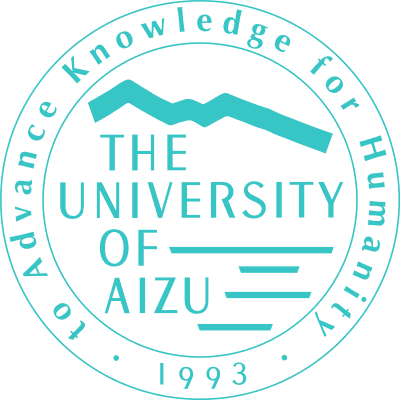 to Advance Knowledge for Humanity
THE
UNIVERSITY
OF
AIZU
· 1993 ·